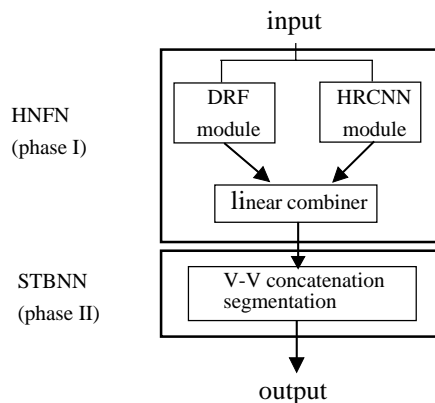 input
HNFN
(phase I)
DRF
module
HRCNN
module
linear combiner
STBNN
(phase II)
V-V concatenation
segmentation
output